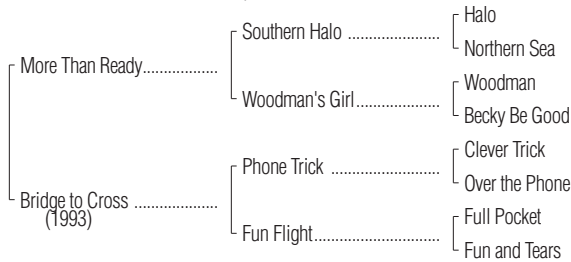 Halo
Southern Halo ....................
Northern Sea
More Than Ready.................
Woodman
Woodman's Girl....................
Becky Be Good
Clever Trick
Phone Trick ........................
Over the Phone
Bridge to Cross ..................
(1993)
Full Pocket
Fun Flight..............................
Fun and Tears